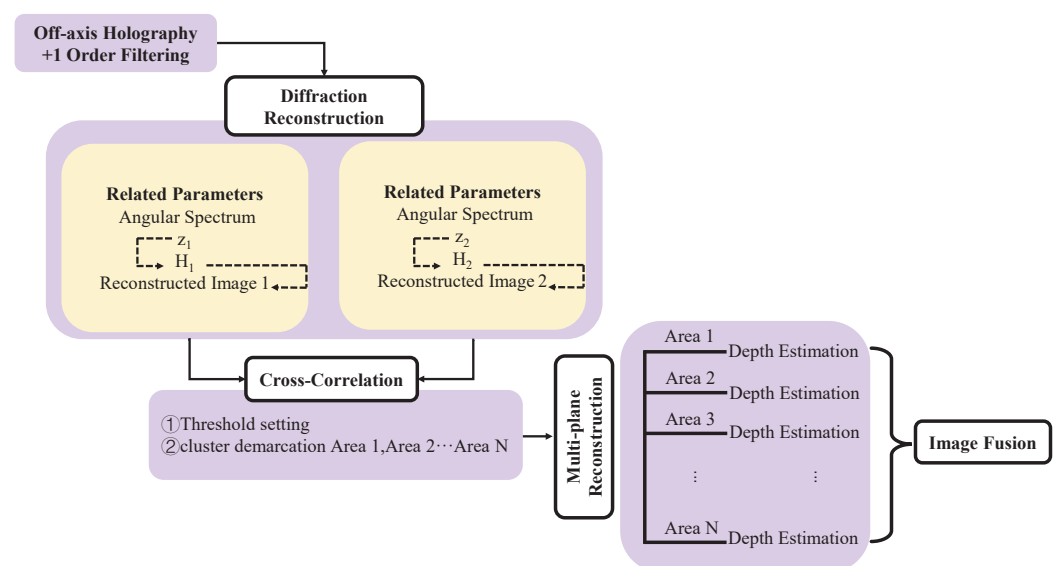 Off-axis Holography
+1 Order Filtering
Diffraction
Reconstruction
Related Parameters
Angular Spectrum
z₁
H₁
Reconstructed Image 1
Related Parameters
Angular Spectrum
z₂
H₂
Reconstructed Image 2
Cross-Correlation
①Threshold setting
②cluster demarcation Area 1,Area 2⋯Area N
Multi-plane
Reconstruction
Area 1
Depth Estimation
Area 2
Depth Estimation
Area 3
Depth Estimation
⋮ ⋮
Area N
Depth Estimation
Image Fusion